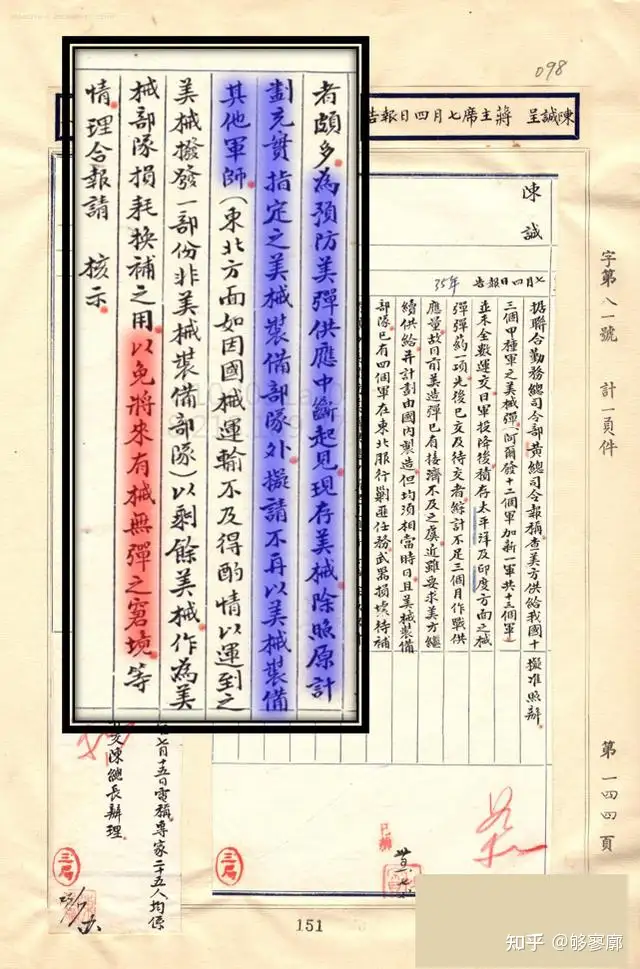 098
陳誠呈 蔣主席七月四日報告
字第八一號 計一頁件
第一四四頁
陳誠
七月四日報告 35年
擬准照辦
據聯合勤務總司令部黃總司令報稱查美方供給我國十
三個甲種軍之美械彈(阿爾發十二個軍加新一軍共十三個軍)
並未全數運交日軍投降後積存太平洋及印度方面之械
彈彈藥一項先後已交及待交者綜計不足三個月作戰供
應量故目前美造彈已有接濟不及之虞近雖要求美方繼
續供給并計劃由國內製造但均須相當時日且美械裝備
部隊已有四個軍在東北服行剿匪任務武器損壞待補
者頗多為預防美彈供應中斷起見現存美械除照原計
劃充實指定之美械裝備部隊外擬請不再以美械裝備
其他軍師(東北方面如因國械運輸不及得酌情以運到之
美械撥發一部份非美械裝備部隊)以剩餘美械作為美
械部隊損耗換補之用以免將來有械無彈之窘境等
情理合報請 核示
七月十五日電稱專家二十五人均係
交陳總長辦理
三局
三局
已辦
151
知乎 @够寥廓